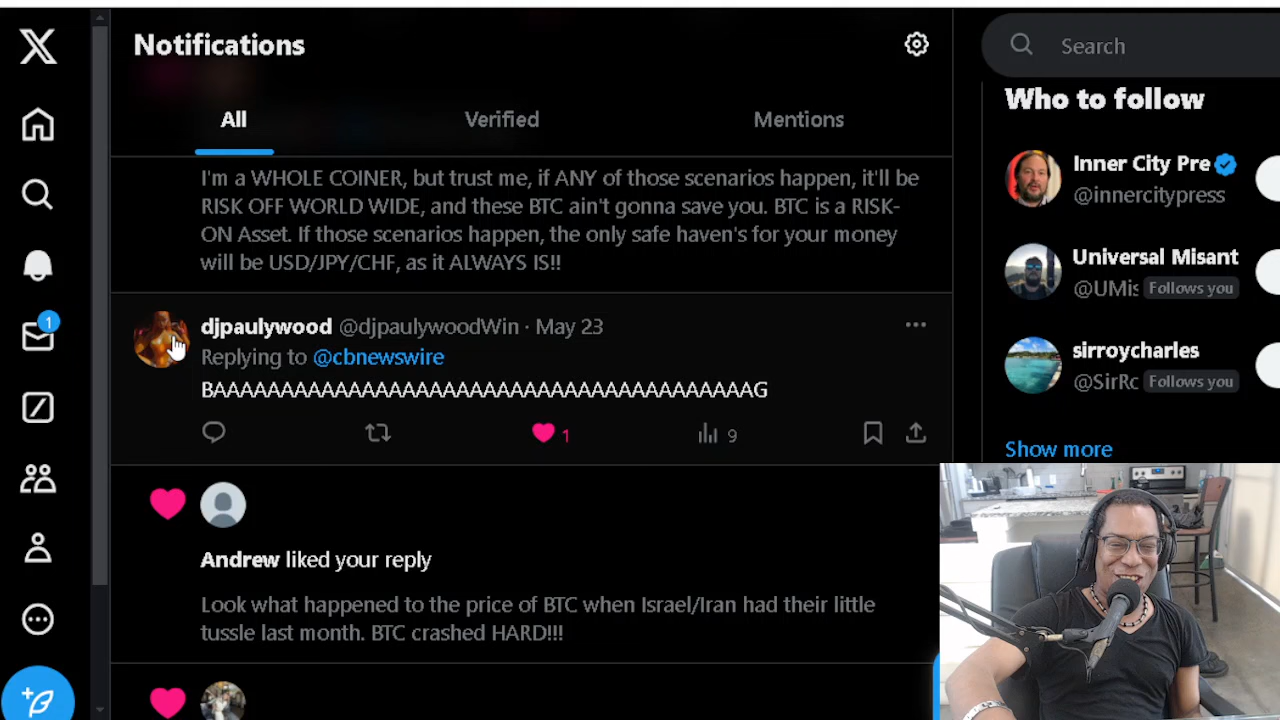 Notifications
Search
All
Verified
Mentions
I'm a WHOLE COINER, but trust me, if ANY of those scenarios happen, it'll be
RISK OFF WORLD WIDE, and these BTC ain't gonna save you. BTC is a RISK-
ON Asset. If those scenarios happen, the only safe haven's for your money
will be USD/JPY/CHF, as it ALWAYS IS!!
djpaulywood @djpaulywoodWin · May 23
Replying to @cbnewswire
BAAAAAAAAAAAAAAAAAAAAAAAAAAAAAAAAAAAAAAAAG
1
9
Andrew liked your reply
Look what happened to the price of BTC when Israel/Iran had their little
tussle last month. BTC crashed HARD!!!
1
Who to follow
Inner City Pre
@innercitypress
Universal Misant
@UMis Follows you
sirroycharles
@SirRc Follows you
Show more